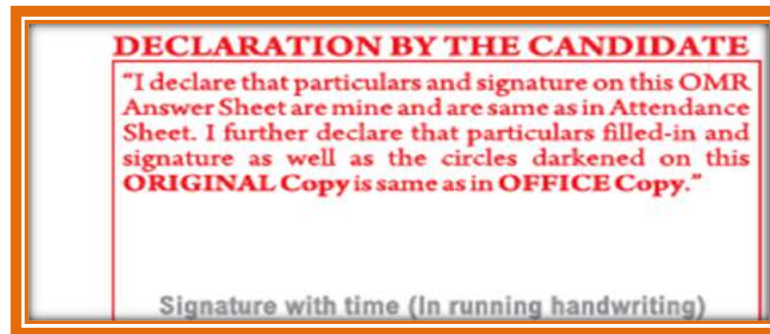 DECLARATION BY THE CANDIDATE
“I declare that particulars and signature on this OMR
Answer Sheet are mine and are same as in Attendance
Sheet. I further declare that particulars filled-in and
signature as well as the circles darkened on this
ORIGINAL Copy is same as in OFFICE Copy.”
Signature with time (In running handwriting)